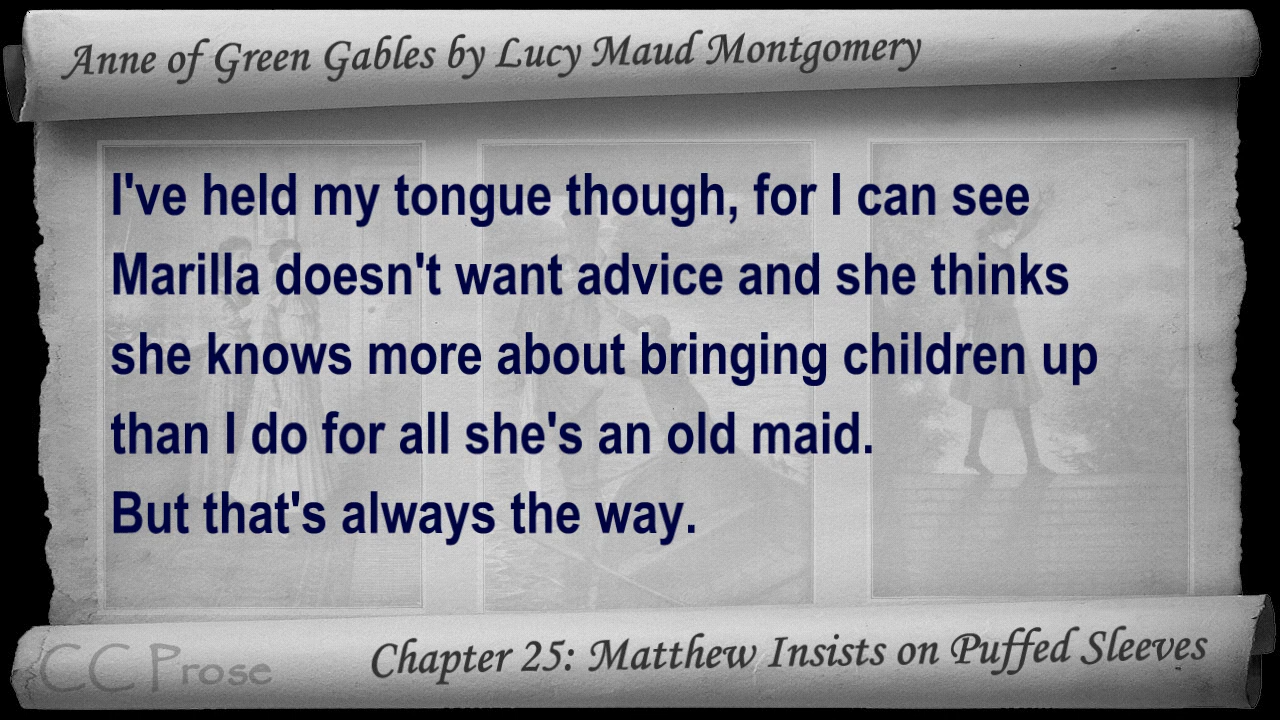 Anne of Green Gables by Lucy Maud Montgomery
I've held my tongue though, for I can see
Marilla doesn't want advice and she thinks
she knows more about bringing children up
than I do for all she's an old maid.
But that's always the way.
CC Prose
Chapter 25: Matthew Insists on Puffed Sleeves